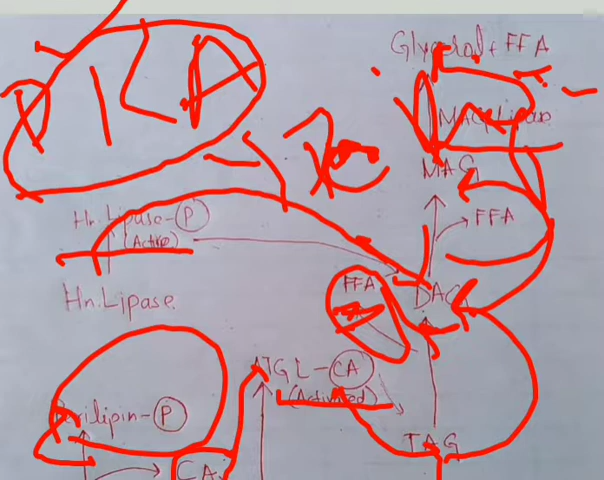 Glycerol + FFA
MAG Lipase
MAG
FFA
Hn. Lipase - P
(Active)
Hn. Lipase
FFA
DAG
ATGL - CA
(Activated)
Perilipin - P
TAG
CA